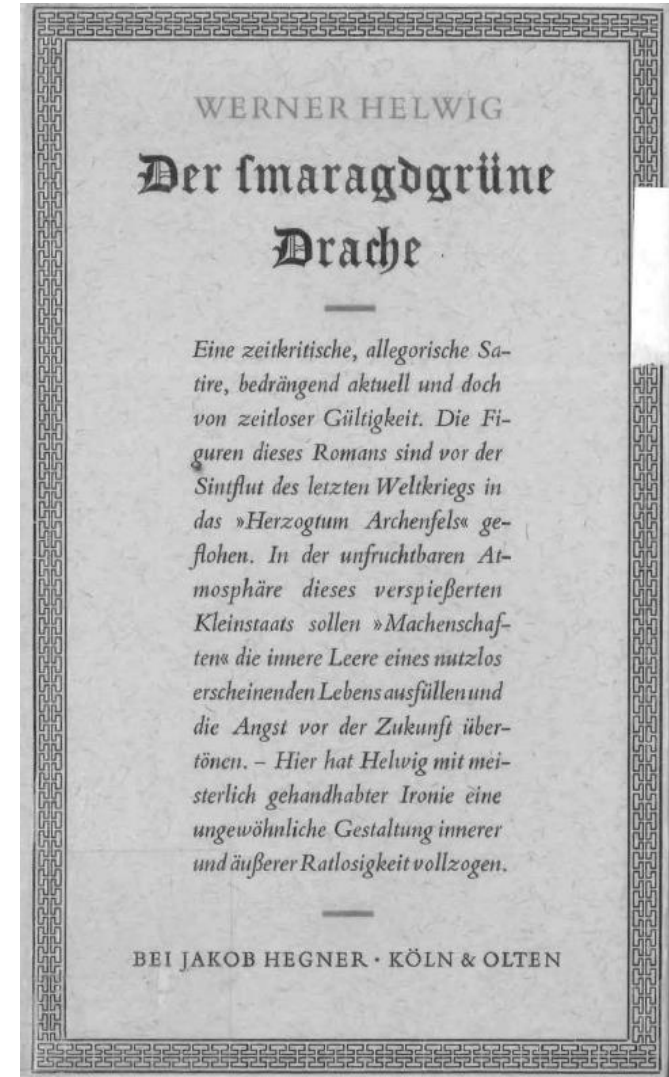 WERNER HELWIG
Der ſmaragdgrüne
Drache
Eine zeitkritische, allegorische Sa-
tire, bedrängend aktuell und doch
von zeitloser Gültigkeit. Die Fi-
guren dieses Romans sind vor der
Sintflut des letzten Weltkriegs in
das »Herzogtum Archenfels« ge-
flohen. In der unfruchtbaren At-
mosphäre dieses verspießerten
Kleinstaats sollen »Machenschaf-
ten« die innere Leere eines nutzlos
erscheinenden Lebens ausfüllen und
die Angst vor der Zukunft über-
tönen. – Hier hat Helwig mit mei-
sterlich gehandhabter Ironie eine
ungewöhnliche Gestaltung innerer
und äußerer Ratlosigkeit vollzogen.
BEI JAKOB HEGNER · KÖLN & OLTEN